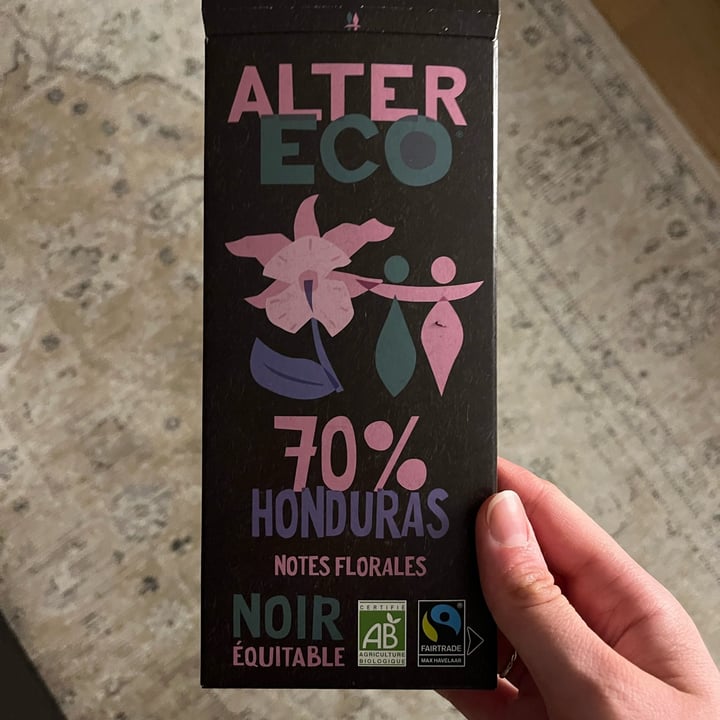 ALTER
ECO®
70%
HONDURAS
NOTES FLORALES
NOIR
ÉQUITABLE
CERTIFIÉ
AB
AGRICULTURE
BIOLOGIQUE
FAIRTRADE
MAX HAVELAAR